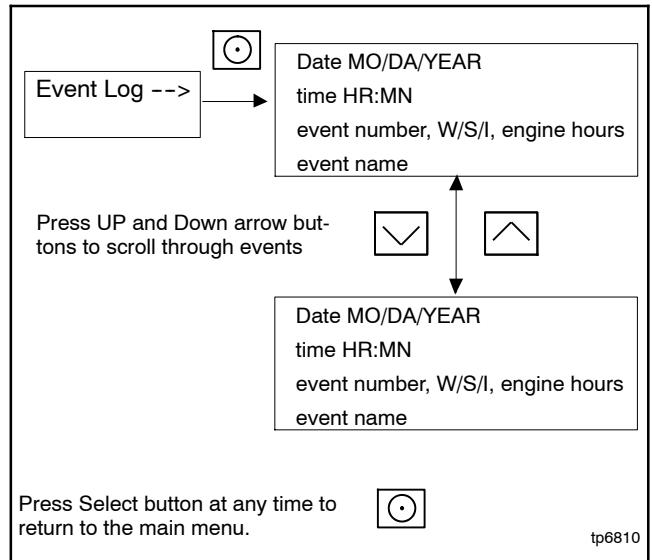 Event Log -->
Date MO/DA/YEAR
time HR:MN
event number, W/S/I, engine hours
event name
Press UP and Down arrow but-
tons to scroll through events
Date MO/DA/YEAR
time HR:MN
event number, W/S/I, engine hours
event name
Press Select button at any time to
return to the main menu.
tp6810